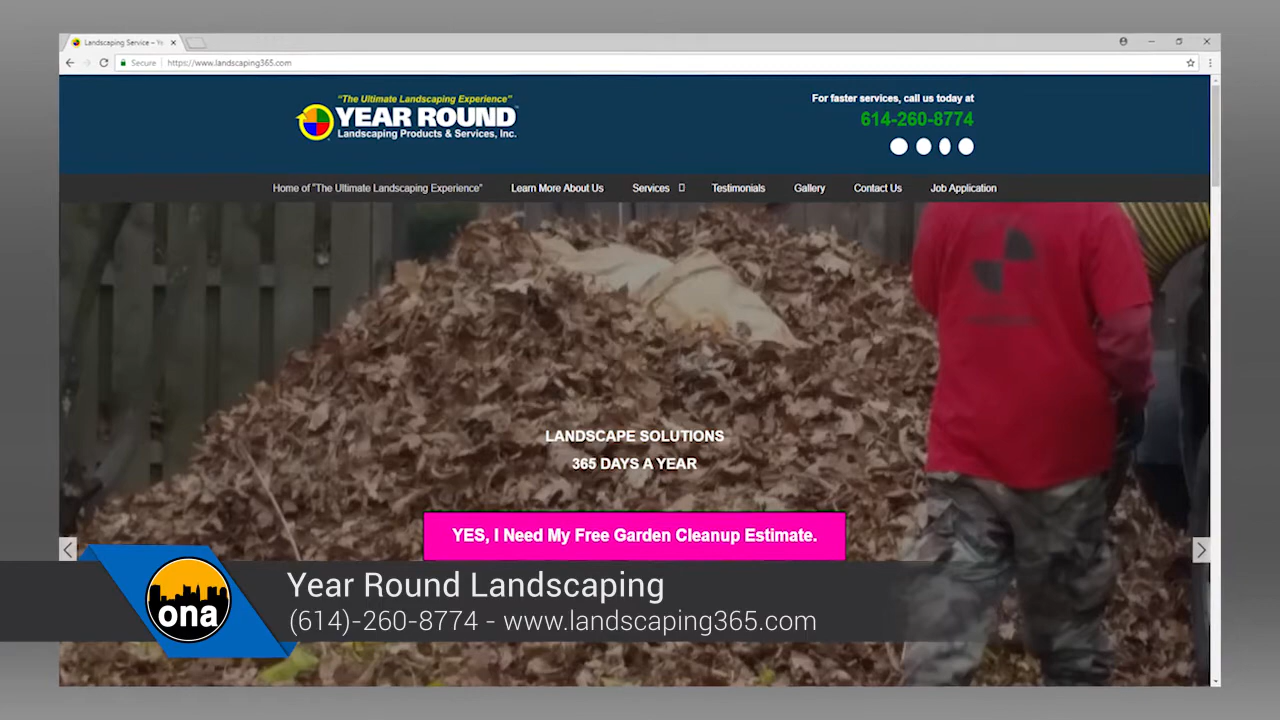 Landscaping Service – Ye
Secure
https://www.landscaping365.com
"The Ultimate Landscaping Experience"
YEAR ROUND
Landscaping Products & Services, Inc.
For faster services, call us today at
614-260-8774
Home of "The Ultimate Landscaping Experience"
Learn More About Us
Services
Testimonials
Gallery
Contact Us
Job Application
LANDSCAPE SOLUTIONS
365 DAYS A YEAR
YES, I Need My Free Garden Cleanup Estimate.
ona
Year Round Landscaping
(614)-260-8774 - www.landscaping365.com